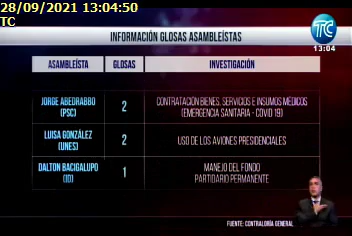 28/09/2021 13:04:50
TC
INFORMACIÓN GLOSAS ASAMBLEÍSTAS
TC
13:04
ASAMBLEÍSTA GLOSAS INVESTIGACIÓN
JORGE ABEDRABBO
(PSC)
2
CONTRATACIÓN BIENES, SERVICIOS E INSUMOS MÉDICOS
(EMERGENCIA SANITARIA - COVID 19)
LUISA GONZÁLEZ
(UNES)
2
USO DE LOS AVIONES PRESIDENCIALES
DALTON BACIGALUPO
(ID)
1
MANEJO DEL FONDO
PARTIDARIO PERMANENTE
FUENTE: CONTRALORÍA GENERAL